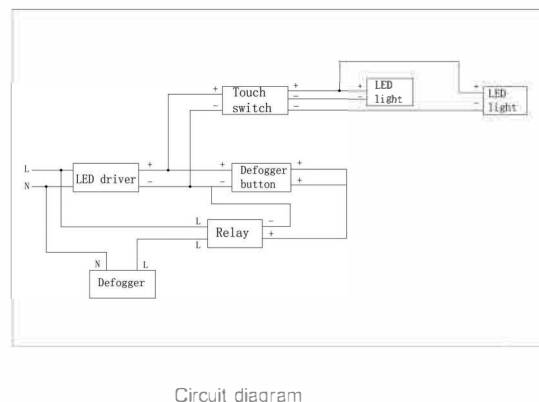 + Touch switch + + LED light + LED light
− − − −
− −
L LED driver + + Defogger button +
N − − +
L Relay −
L +
N L
Defogger
Circuit diagram